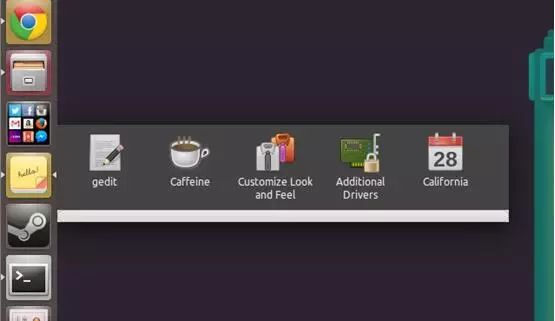 gedit
Caffeine
Customize Look
and Feel
Additional
Drivers
28
California
hello!